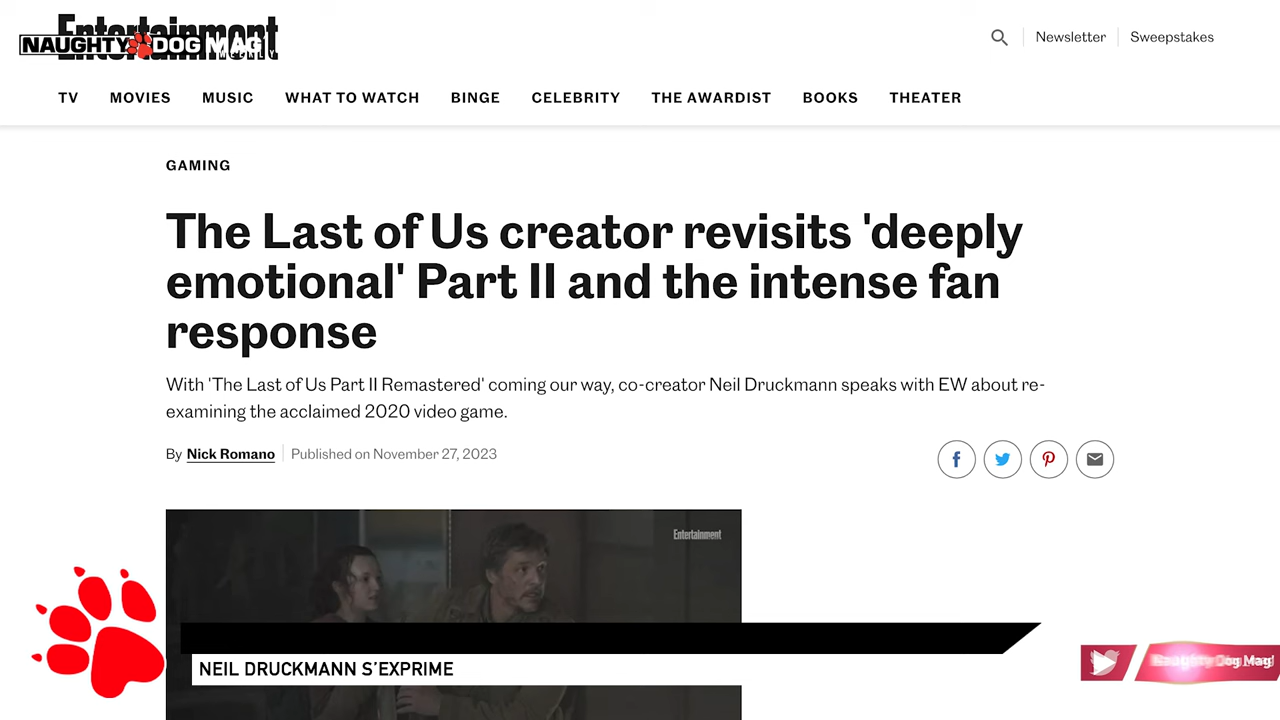 Entertainment
NAUGHTY DOG MAG
WEEKLY
Newsletter
Sweepstakes
TV
MOVIES
MUSIC
WHAT TO WATCH
BINGE
CELEBRITY
THE AWARDIST
BOOKS
THEATER
GAMING
The Last of Us creator revisits 'deeply
emotional' Part II and the intense fan
response
With 'The Last of Us Part II Remastered' coming our way, co-creator Neil Druckmann speaks with EW about re-
examining the acclaimed 2020 video game.
By Nick Romano
Published on November 27, 2023
Entertainment
NEIL DRUCKMANN S'EXPRIME
Mag